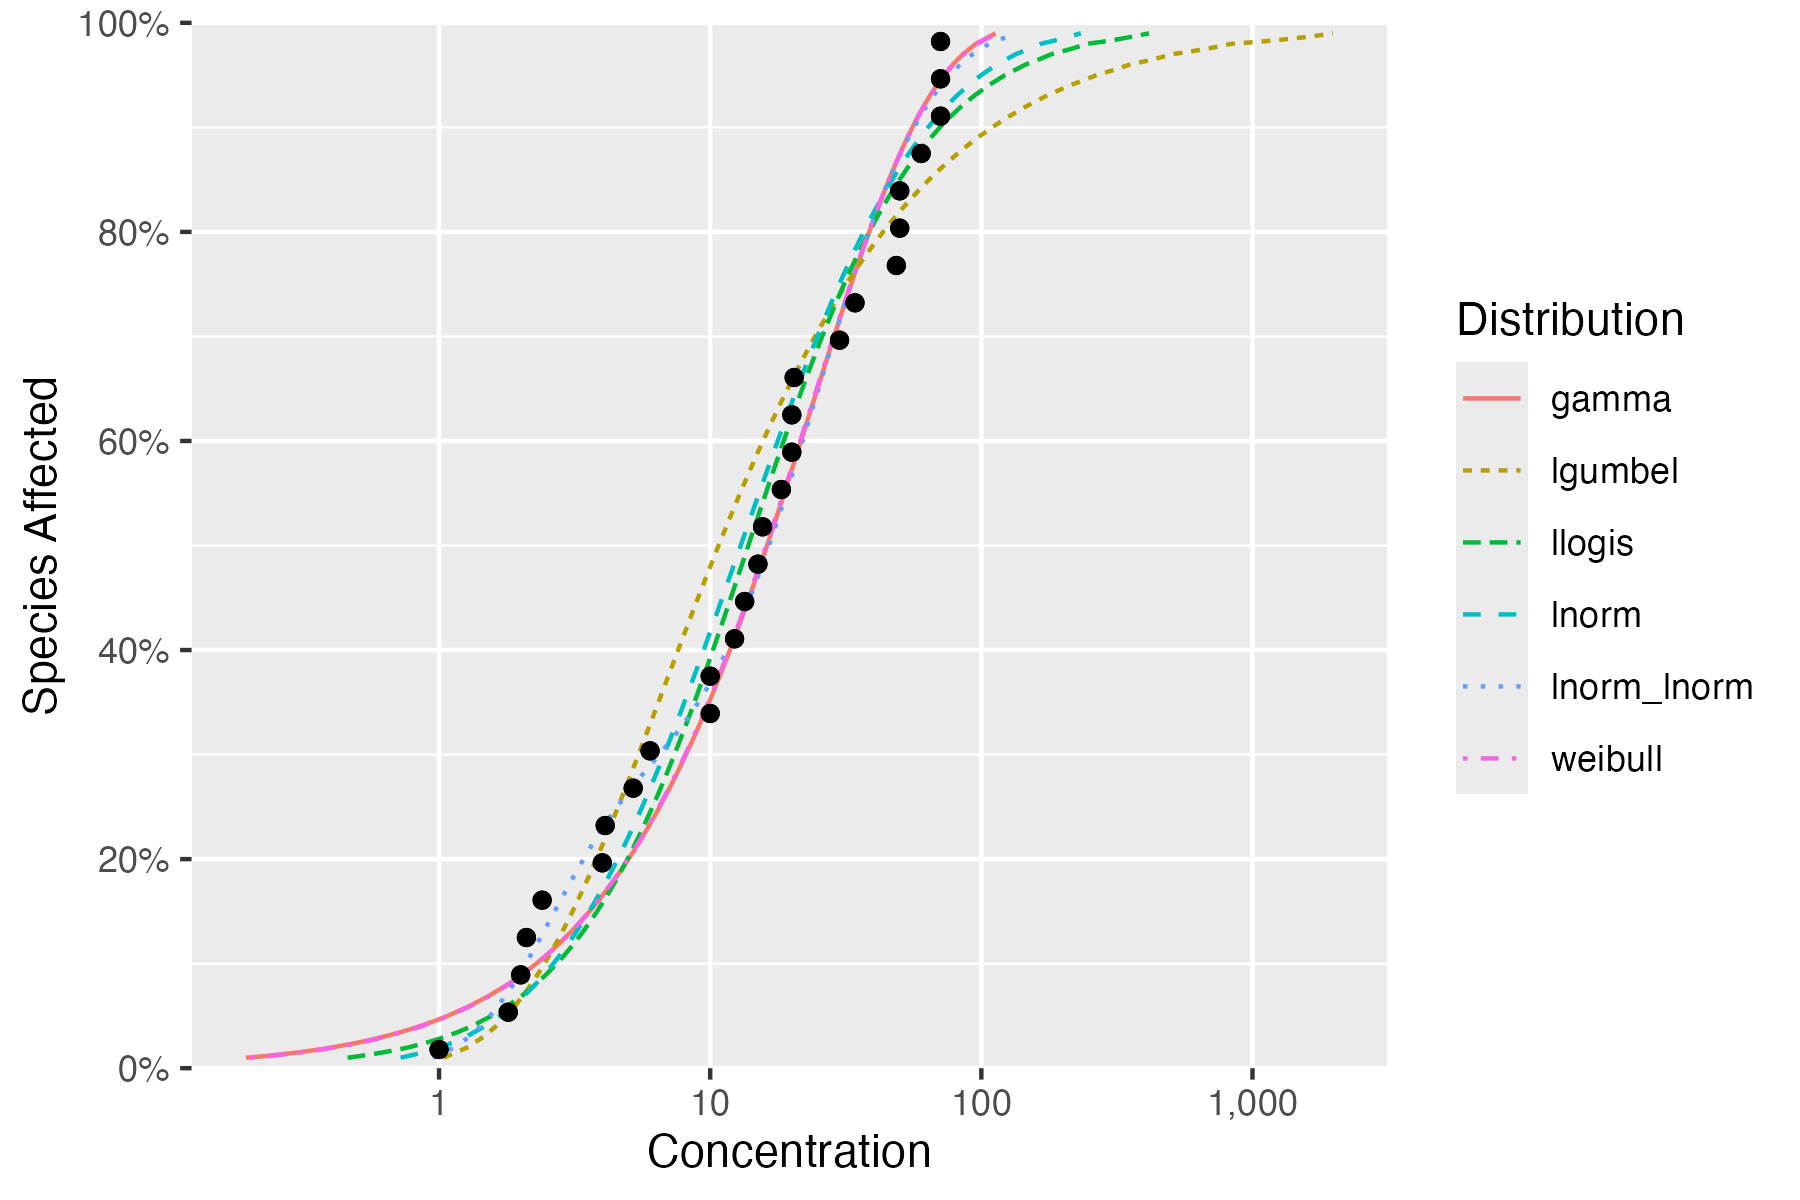 100%
80%
60%
40%
20%
0%
Species Affected
1
10
100
1,000
Concentration
Distribution
gamma
lgumbel
llogis
lnorm
lnorm_lnorm
weibull